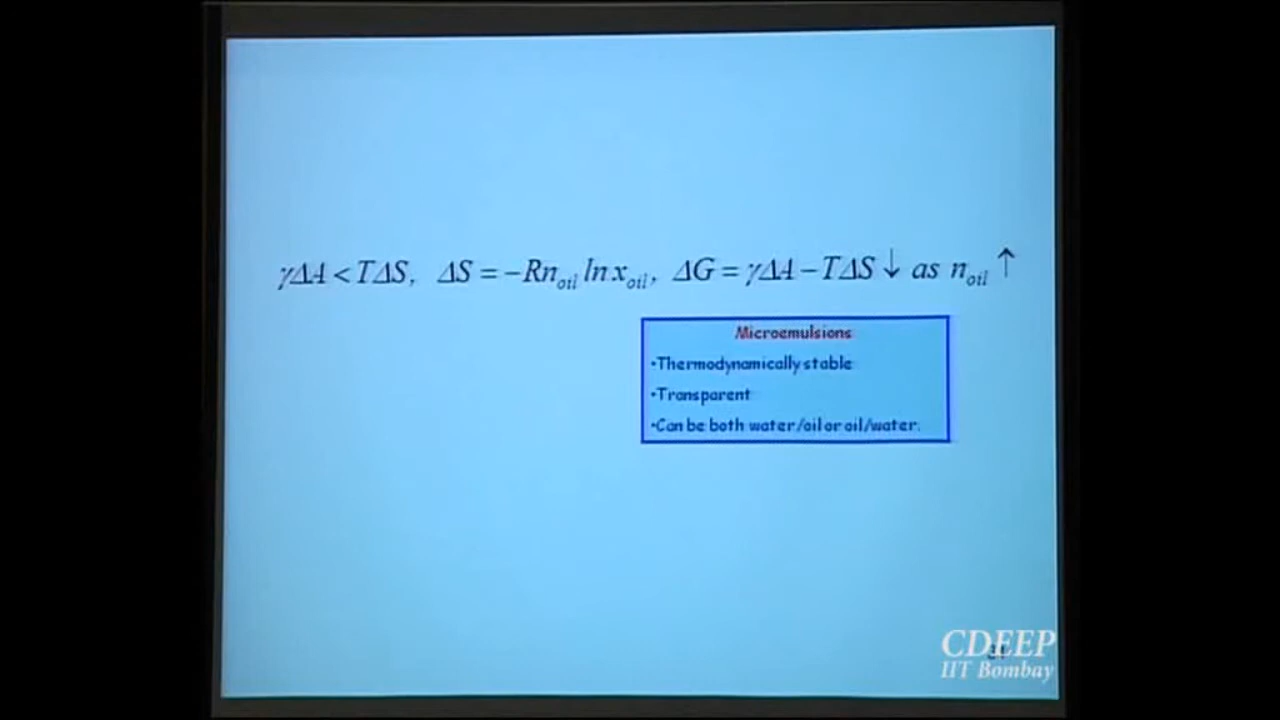 γΔA < TΔS, ΔS = −Rn_oil ln x_oil, ΔG = γΔA − TΔS ↓ as n_oil ↑
Microemulsions
•Thermodynamically stable
•Transparent
•Can be both water/oil or oil/water.
CDEEP
IIT Bombay